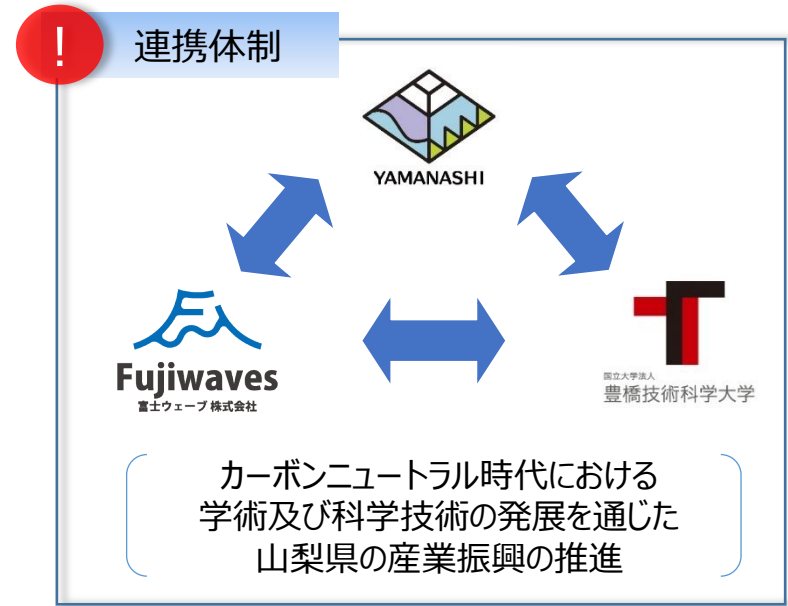 !
連携体制
YAMANASHI
Fujiwaves
富士ウェーブ 株式会社
国立大学法人
豊橋技術科学大学
カーボンニュートラル時代における
学術及び科学技術の発展を通じた
山梨県の産業振興の推進